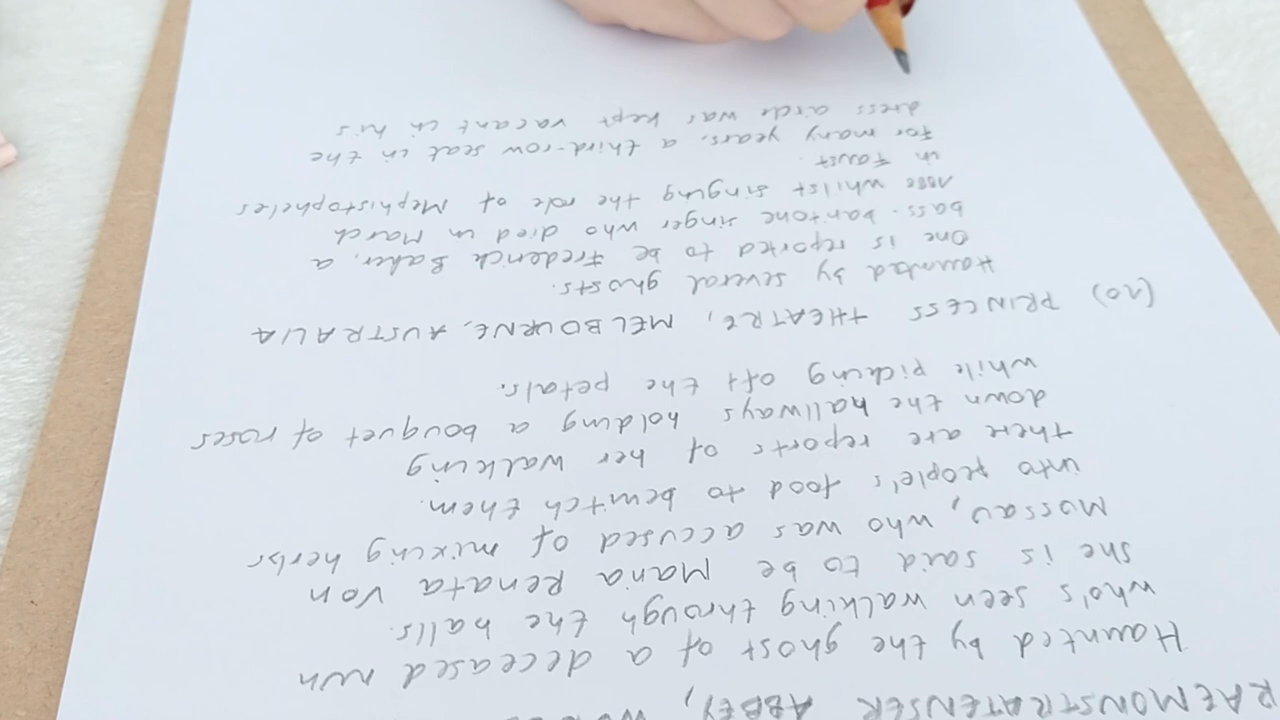 RAEMONSTRATENSER ABBEY,
Haunted by the ghost of a deceased nun
who's seen walking through the halls.
She is said to be Maria Renata von
Mossau, who was accused of mixing herbs
into people's food to bewitch them.
There are reports of her walking
down the hallways holding a bouquet of roses
while picking off the petals.
(10) PRINCESS THEATRE, MELBOURNE, AUSTRALIA
Haunted by several ghosts.
One is reported to be Frederick Baker, a
bass-baritone singer who died in March
1888 whilst singing the role of Mephistopheles
in Faust.
For many years, a third-row seat in the
dress circle was kept vacant in his